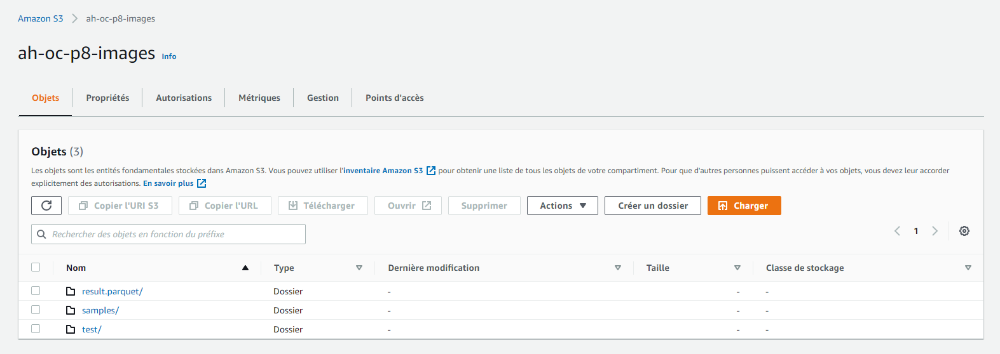 Amazon S3 > ah-oc-p8-images
ah-oc-p8-images Info
Objets Propriétés Autorisations Métriques Gestion Points d'accès
Objets (3)
Les objets sont les entités fondamentales stockées dans Amazon S3. Vous pouvez utiliser l'inventaire Amazon S3 pour obtenir une liste de tous les objets de votre compartiment. Pour que d'autres personnes puissent accéder à vos objets, vous devez leur accorder
explicitement des autorisations. En savoir plus
Copier l'URI S3 Copier l'URL Télécharger Ouvrir Supprimer Actions Créer un dossier Charger
Rechercher des objets en fonction du préfixe 1
Nom Type Dernière modification Taille Classe de stockage
result.parquet/ Dossier - - -
samples/ Dossier - - -
test/ Dossier - - -